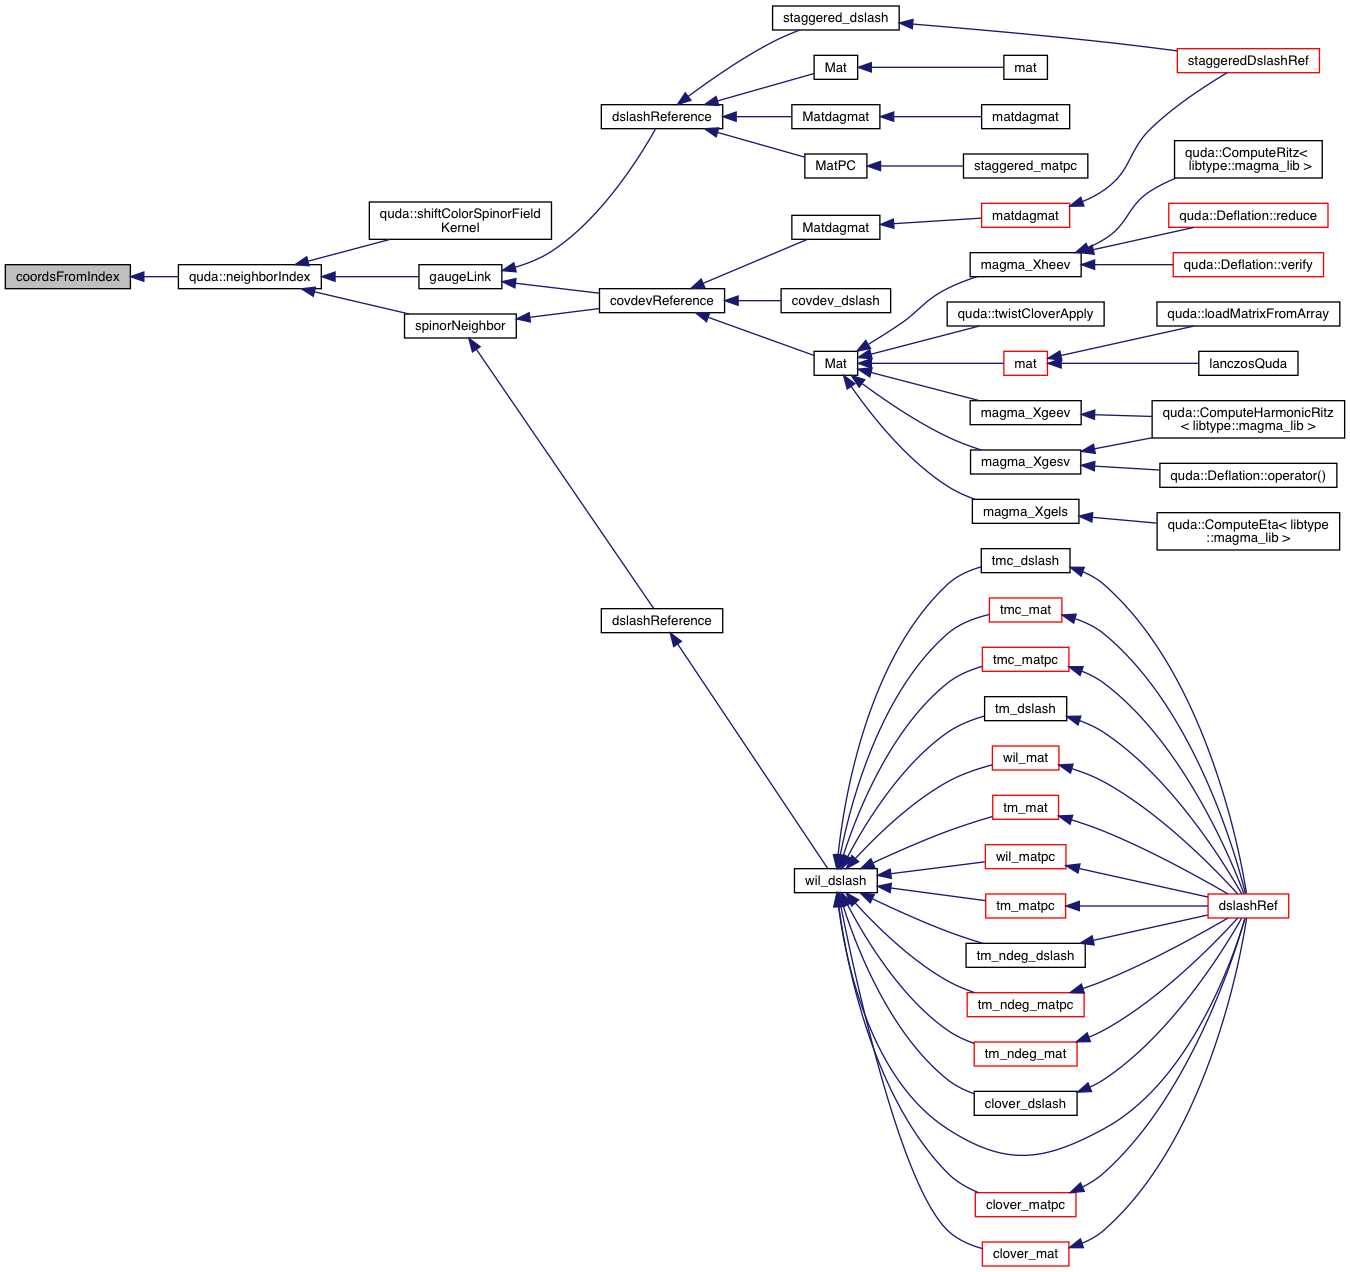 staggered_dslash
staggeredDslashRef
Mat
mat
dslashReference
Matdagmat
matdagmat
MatPC
staggered_matpc
quda::ComputeRitz<
libtype::magma_lib >
quda::shiftColorSpinorField
Kernel
Matdagmat
matdagmat
quda::Deflation::reduce
coordsFromIndex
quda::neighborIndex
gaugeLink
magma_Xheev
quda::Deflation::verify
covdevReference
covdev_dslash
spinorNeighbor
quda::twistCloverApply
quda::loadMatrixFromArray
Mat
mat
lanczosQuda
magma_Xgeev
quda::ComputeHarmonicRitz
< libtype::magma_lib >
magma_Xgesv
quda::Deflation::operator()
magma_Xgels
quda::ComputeEta< libtype
::magma_lib >
tmc_dslash
tmc_mat
dslashReference
tmc_matpc
tm_dslash
wil_mat
tm_mat
wil_matpc
wil_dslash
tm_matpc
dslashRef
tm_ndeg_dslash
tm_ndeg_matpc
tm_ndeg_mat
clover_dslash
clover_matpc
clover_mat